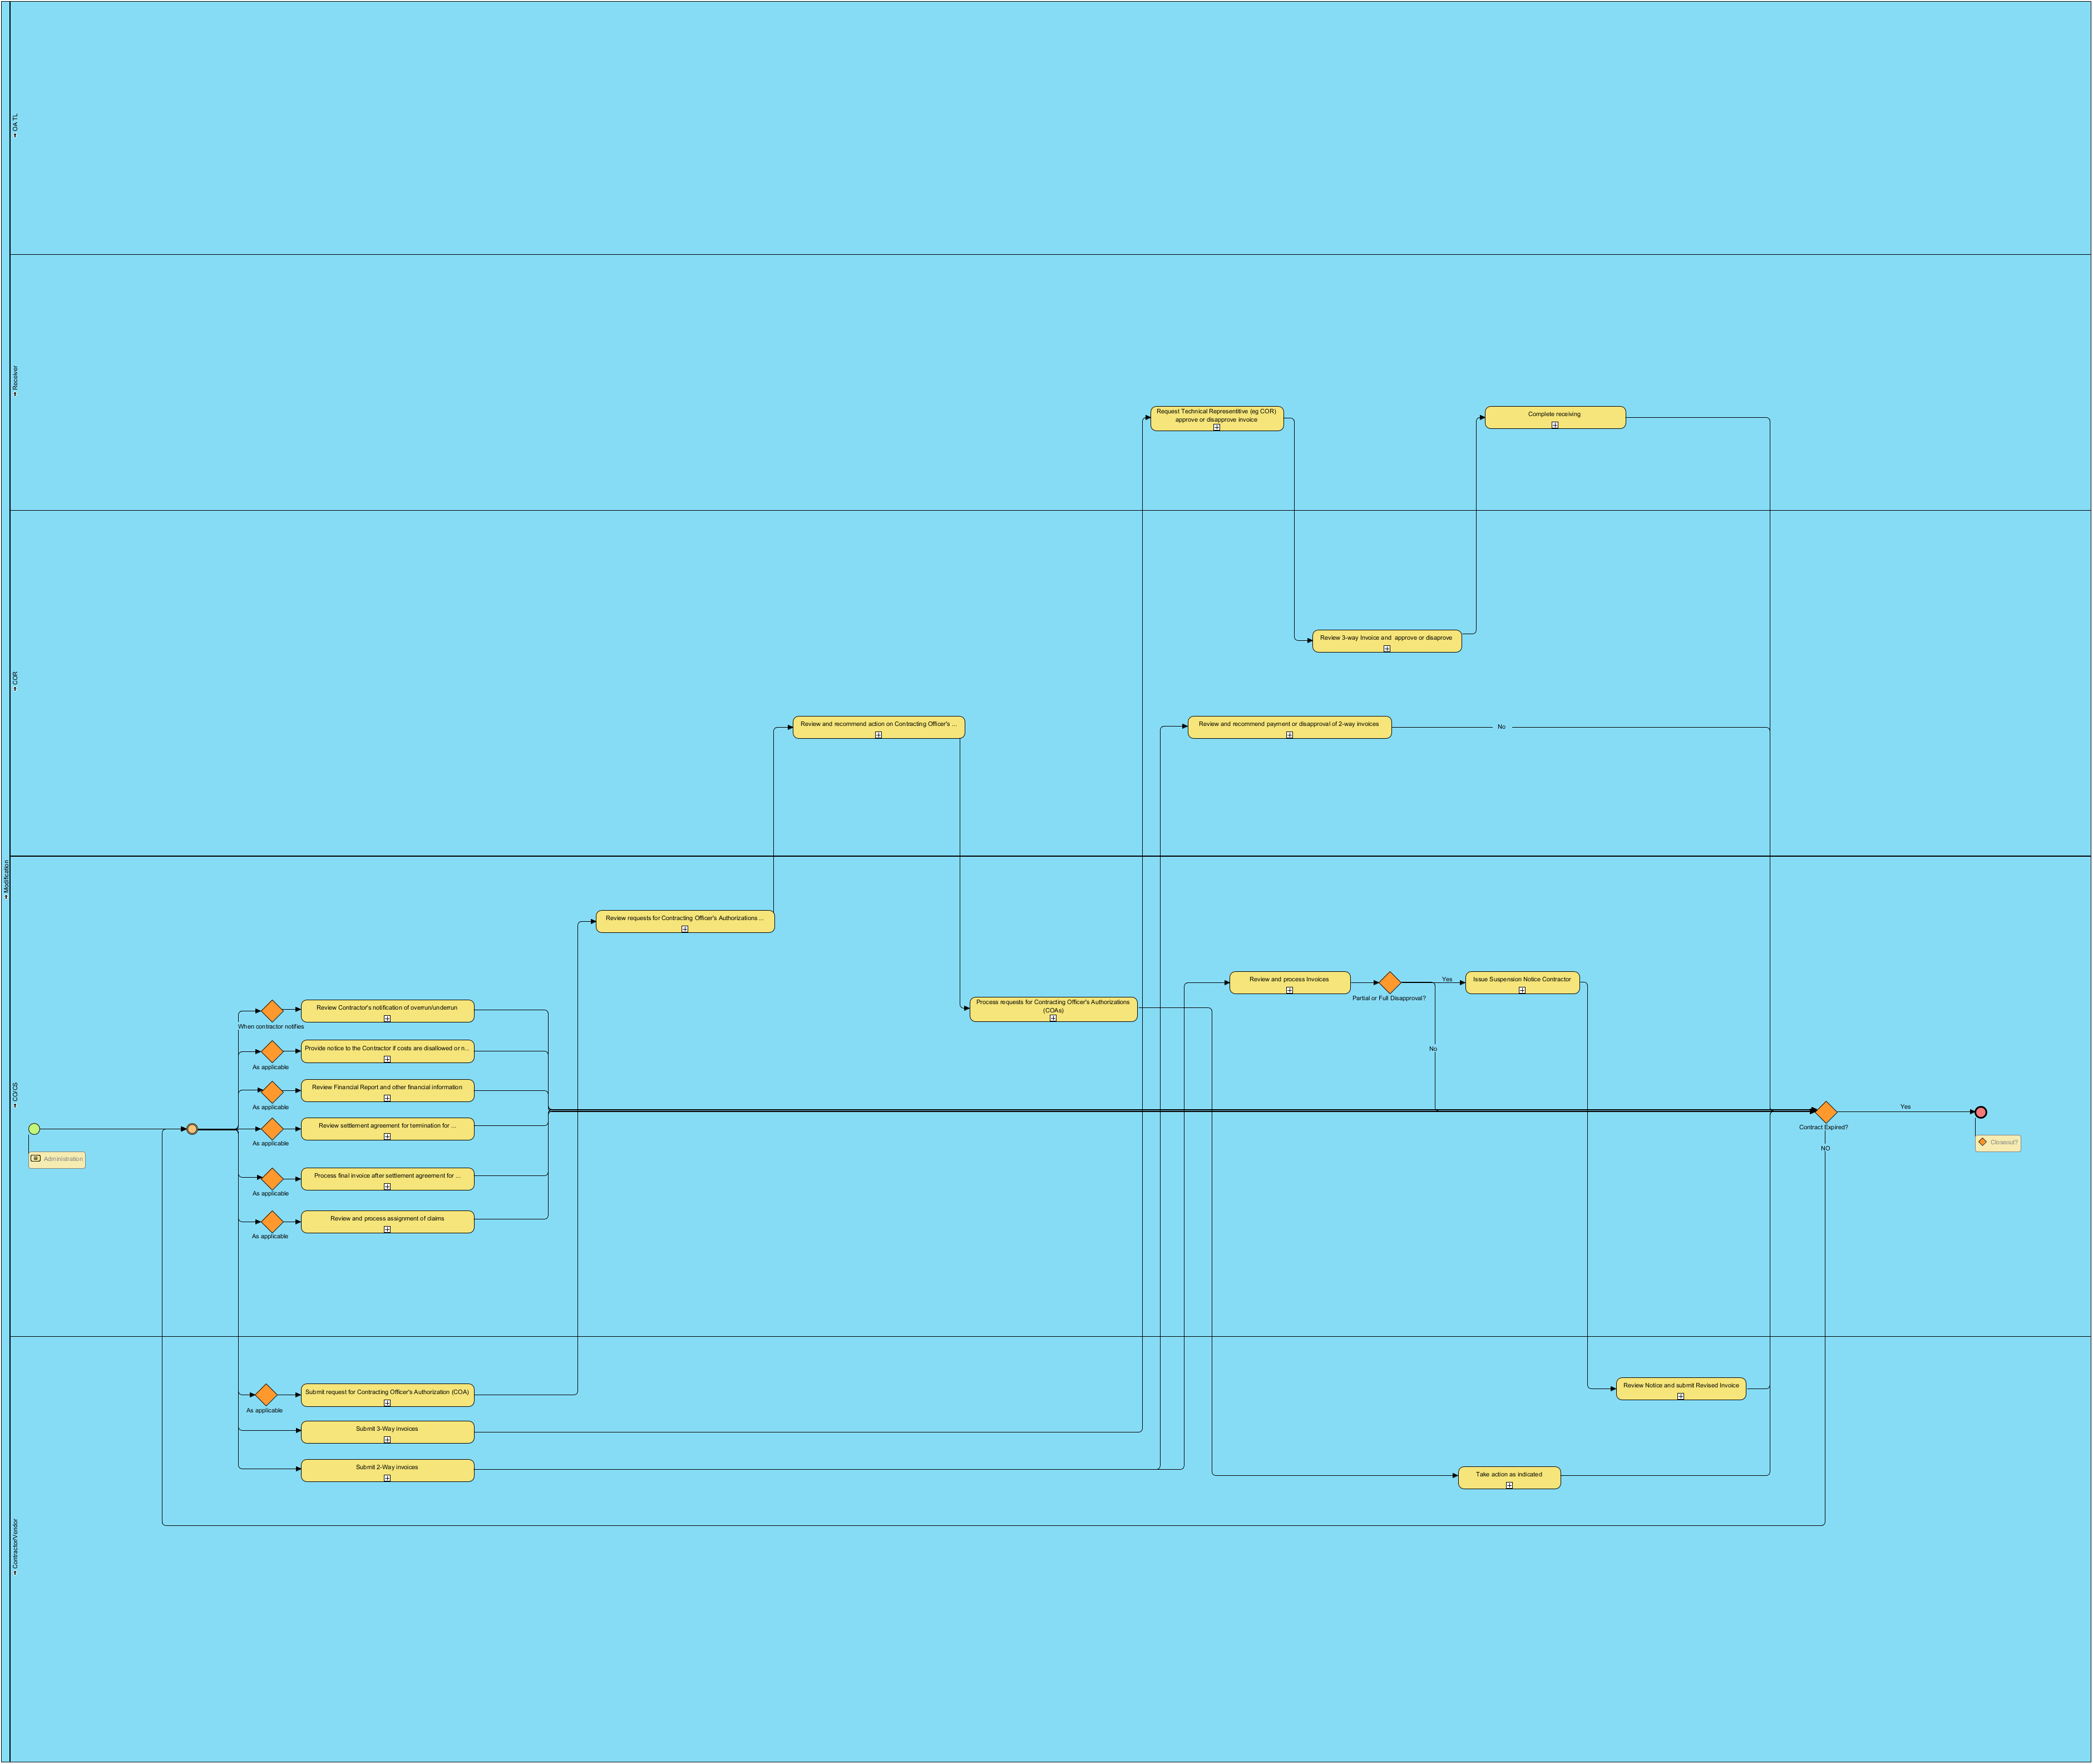 Modification
OA TL
Receiver
Request Technical Representitive (eg COR)
approve or disapprove invoice
Complete receiving
COR
Review 3-way Invoice and approve or disaprove
Review and recommend action on Contracting Officer's ...
Review and recommend payment or disapproval of 2-way invoices
No
CO/CS
Review requests for Contracting Officer's Authorizations ...
Review and process Invoices
Partial or Full Disapproval?
Yes
Issue Suspension Notice Contractor
No
Process requests for Contracting Officer's Authorizations
(COAs)
When contractor notifies
Review Contractor's notification of overrun/underrun
As applicable
Provide notice to the Contractor if costs are disallowed or n...
As applicable
Review Financial Report and other financial information
As applicable
Review settlement agreement for termination for ...
As applicable
Process final invoice after settlement agreement for ...
As applicable
Review and process assignment of claims
Administration
Contract Expired?
Yes
NO
Closeout?
Contractor/Vendor
As applicable
Submit request for Contracting Officer's Authorization (COA)
Submit 3-Way invoices
Submit 2-Way invoices
Review Notice and submit Revised Invoice
Take action as indicated